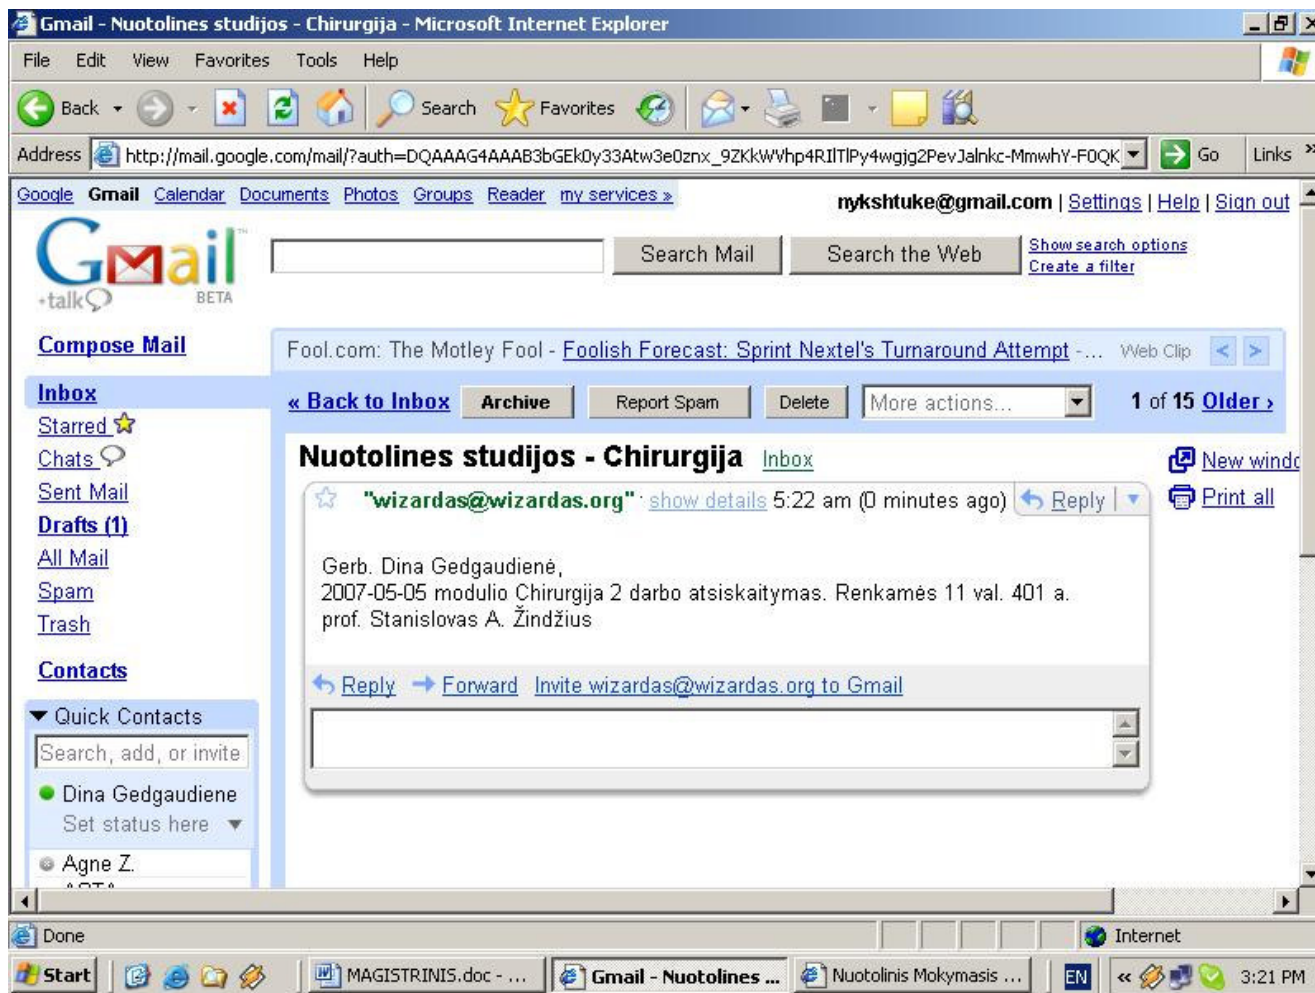 Gmail - Nuotolines studijos - Chirurgija - Microsoft Internet Explorer
File Edit View Favorites Tools Help
Back Search Favorites
Address http://mail.google.com/mail/?auth=DQAAAG4AAAB3bGEk0y33Atw3e0znx_9ZKkWVhp4RIlTlPy4wgjg2PevJalnkc-MmwhY-F0QK Go Links »
Google Gmail Calendar Documents Photos Groups Reader my services » nykshtuke@gmail.com | Settings | Help | Sign out
Gmail™ +talk BETA
Search Mail Search the Web Show search options
Create a filter
Compose Mail
Fool.com: The Motley Fool - Foolish Forecast: Sprint Nextel's Turnaround Attempt -... Web Clip < >
Inbox
« Back to Inbox Archive Report Spam Delete More actions... 1 of 15 Older ›
Starred
Chats
Sent Mail
Drafts (1)
All Mail
Spam
Trash
Contacts
Nuotolines studijos - Chirurgija Inbox
New windo
"wizardas@wizardas.org" show details 5:22 am (0 minutes ago) Reply
Print all
Gerb. Dina Gedgaudienė,
2007-05-05 modulio Chirurgija 2 darbo atsiskaitymas. Renkamės 11 val. 401 a.
prof. Stanislovas A. Žindžius
Reply Forward Invite wizardas@wizardas.org to Gmail
Quick Contacts
Search, add, or invite
Dina Gedgaudiene
Set status here
Agne Z.
Done Internet
Start MAGISTRINIS.doc - ... Gmail - Nuotolines ... Nuotolinis Mokymasis ... EN « 3:21 PM